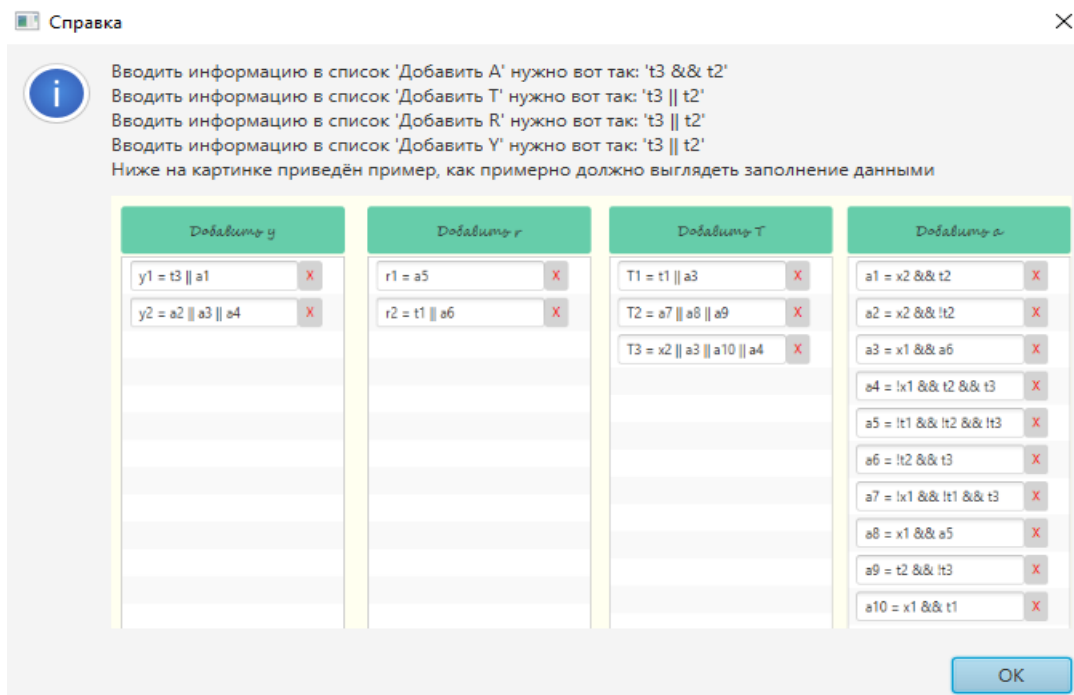 Справка
Вводить информацию в список 'Добавить A' нужно вот так: 't3 && t2'
Вводить информацию в список 'Добавить T' нужно вот так: 't3 || t2'
Вводить информацию в список 'Добавить R' нужно вот так: 't3 || t2'
Вводить информацию в список 'Добавить Y' нужно вот так: 't3 || t2'
Ниже на картинке приведён пример, как примерно должно выглядеть заполнение данными
Добавить y
y1 = t3 || a1 X
y2 = a2 || a3 || a4 X
Добавить r
r1 = a5 X
r2 = t1 || a6 X
Добавить T
T1 = t1 || a3 X
T2 = a7 || a8 || a9 X
T3 = x2 || a3 || a10 || a4 X
Добавить a
a1 = x2 && t2 X
a2 = x2 && !t2 X
a3 = x1 && a6 X
a4 = !x1 && t2 && t3 X
a5 = !t1 && !t2 && !t3 X
a6 = !t2 && t3 X
a7 = !x1 && !t1 && t3 X
a8 = x1 && a5 X
a9 = t2 && !t3 X
a10 = x1 && t1 X
OK